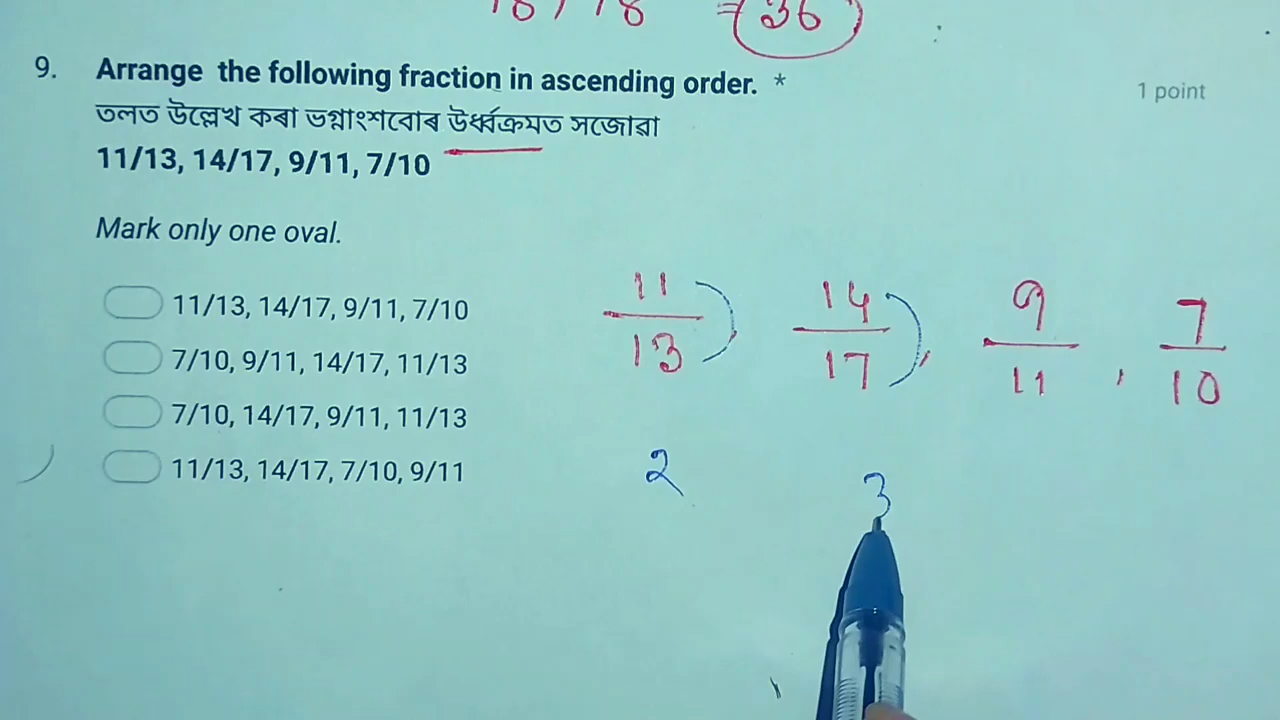 18, 18 = 36
9. Arrange the following fraction in ascending order. * 1 point
তলত উল্লেখ কৰা ভগ্নাংশবোৰ উৰ্ধ্বক্ৰমত সজোৱা
11/13, 14/17, 9/11, 7/10
Mark only one oval.
11/13, 14/17, 9/11, 7/10
7/10, 9/11, 14/17, 11/13
7/10, 14/17, 9/11, 11/13
11/13, 14/17, 7/10, 9/11
11/13, 14/17, 9/11, 7/10
2 3